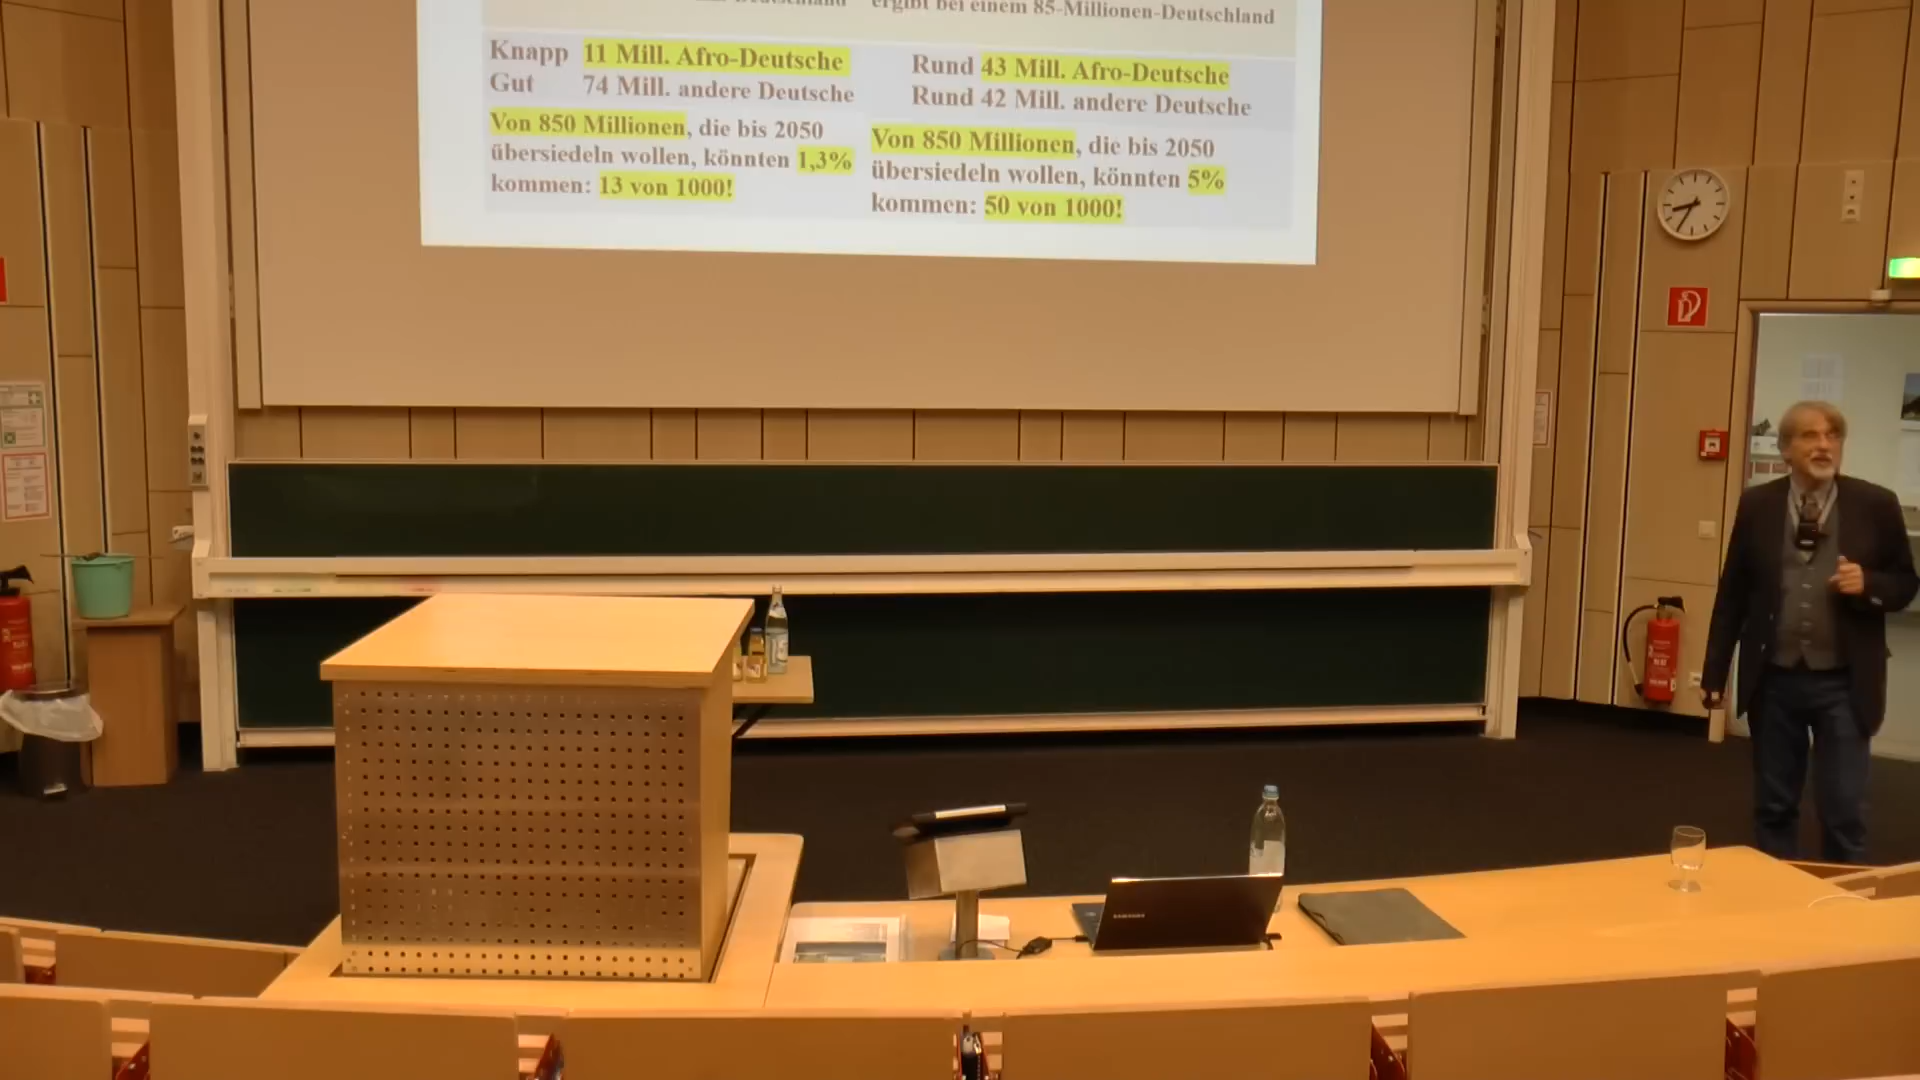 ergibt bei einem 85-Millionen-Deutschland
Knapp 11 Mill. Afro-Deutsche
Gut 74 Mill. andere Deutsche
Von 850 Millionen, die bis 2050
übersiedeln wollen, könnten 1,3%
kommen: 13 von 1000!
Rund 43 Mill. Afro-Deutsche
Rund 42 Mill. andere Deutsche
Von 850 Millionen, die bis 2050
übersiedeln wollen, könnten 5%
kommen: 50 von 1000!
SAMSUNG